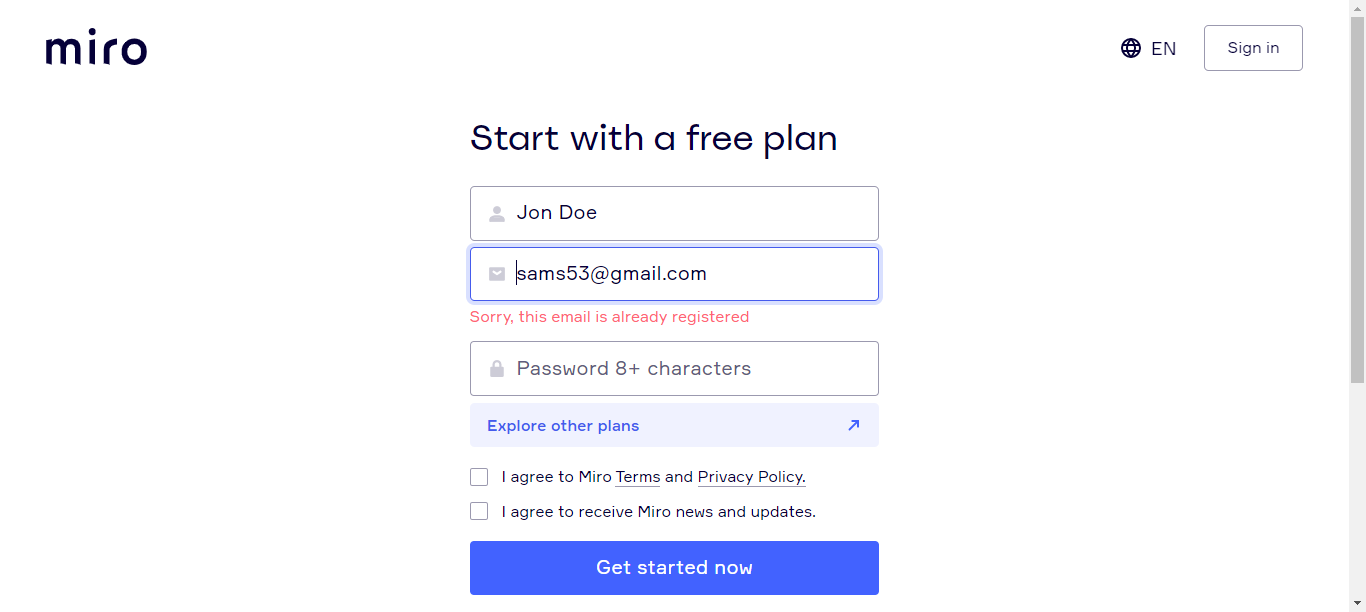 miro
EN
Sign in
Start with a free plan
Jon Doe
sams53@gmail.com
Sorry, this email is already registered
Password 8+ characters
Explore other plans
I agree to Miro Terms and Privacy Policy.
I agree to receive Miro news and updates.
Get started now